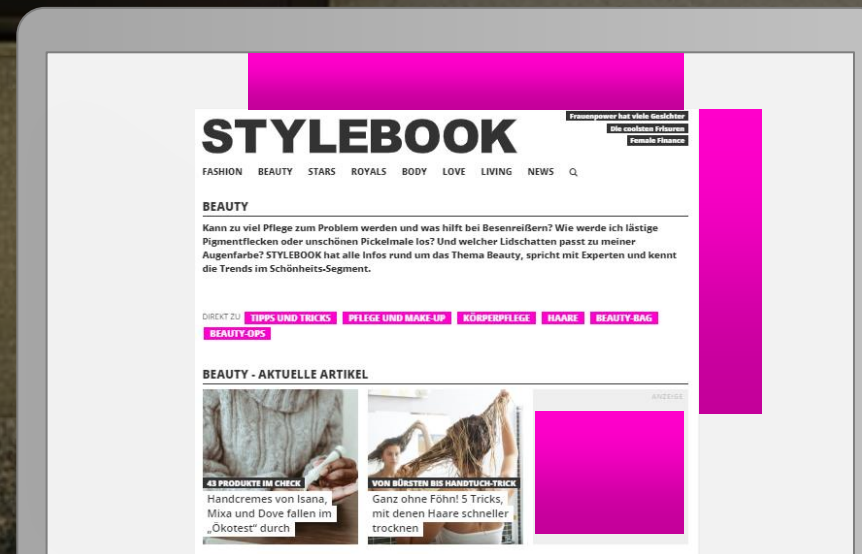 STYLEBOOK
Frauenpower hat viele Gesichter
Die coolsten Frisuren
Female Finance
FASHION BEAUTY STARS ROYALS BODY LOVE LIVING NEWS
BEAUTY
Kann zu viel Pflege zum Problem werden und was hilft bei Besenreißern? Wie werde ich lästige
Pigmentflecken oder unschönen Pickelmale los? Und welcher Lidschatten passt zu meiner
Augenfarbe? STYLEBOOK hat alle Infos rund um das Thema Beauty, spricht mit Experten und kennt
die Trends im Schönheits-Segment.
DIREKT ZU TIPPS UND TRICKS PFLEGE UND MAKE-UP KÖRPERPFLEGE HAARE BEAUTY-BAG
BEAUTY-OPS
BEAUTY - AKTUELLE ARTIKEL
ANZEIGE
43 PRODUKTE IM CHECK
Handcremes von Isana,
Mixa und Dove fallen im
„Ökotest“ durch
VON BÜRSTEN BIS HANDTUCH-TRICK
Ganz ohne Föhn! 5 Tricks,
mit denen Haare schneller
trocknen